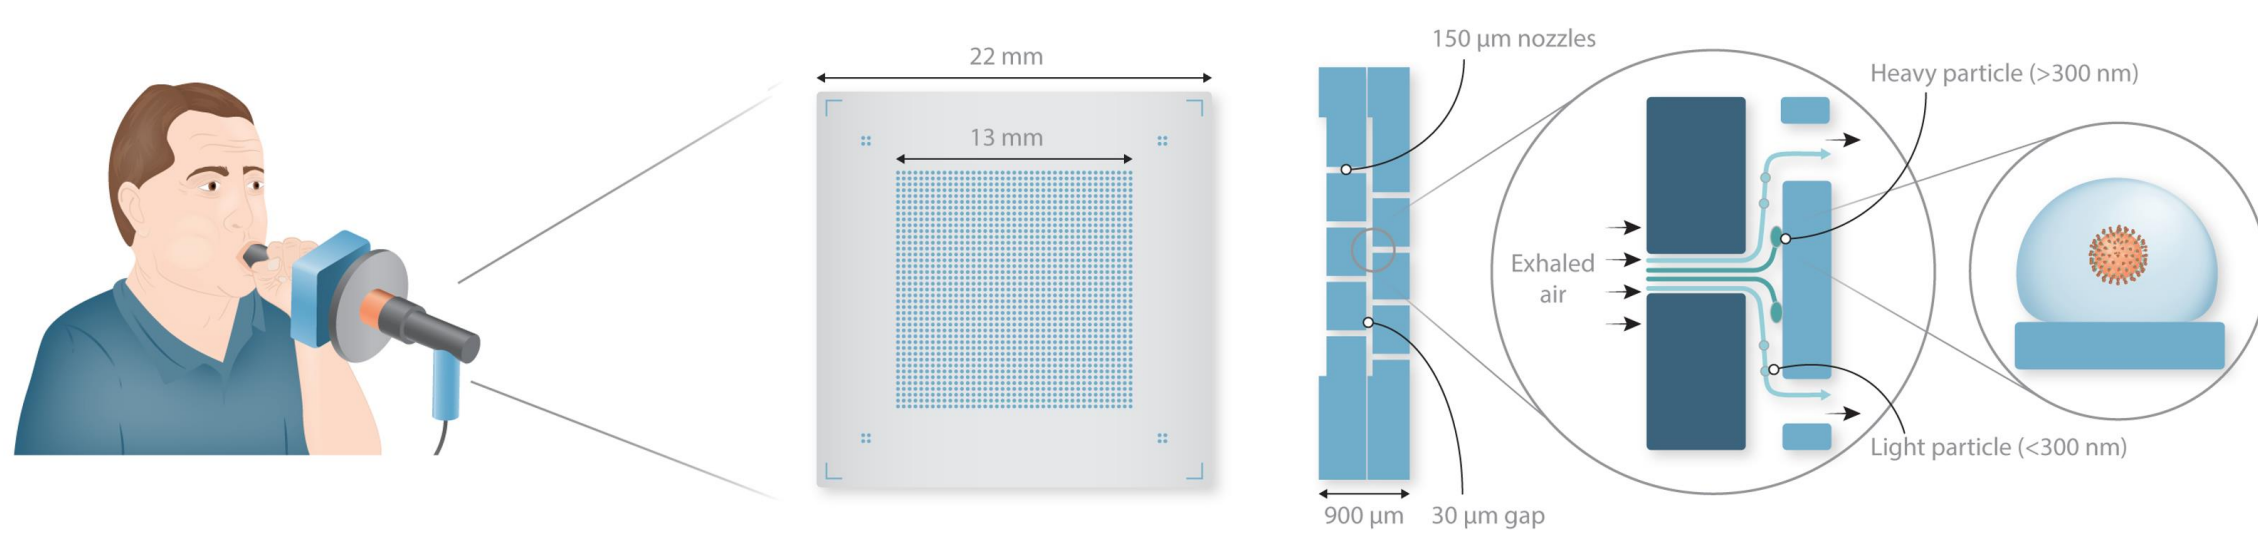 22 mm
13 mm
150 µm nozzles
900 µm
30 µm gap
Heavy particle (>300 nm)
Exhaled
air
Light particle (<300 nm)